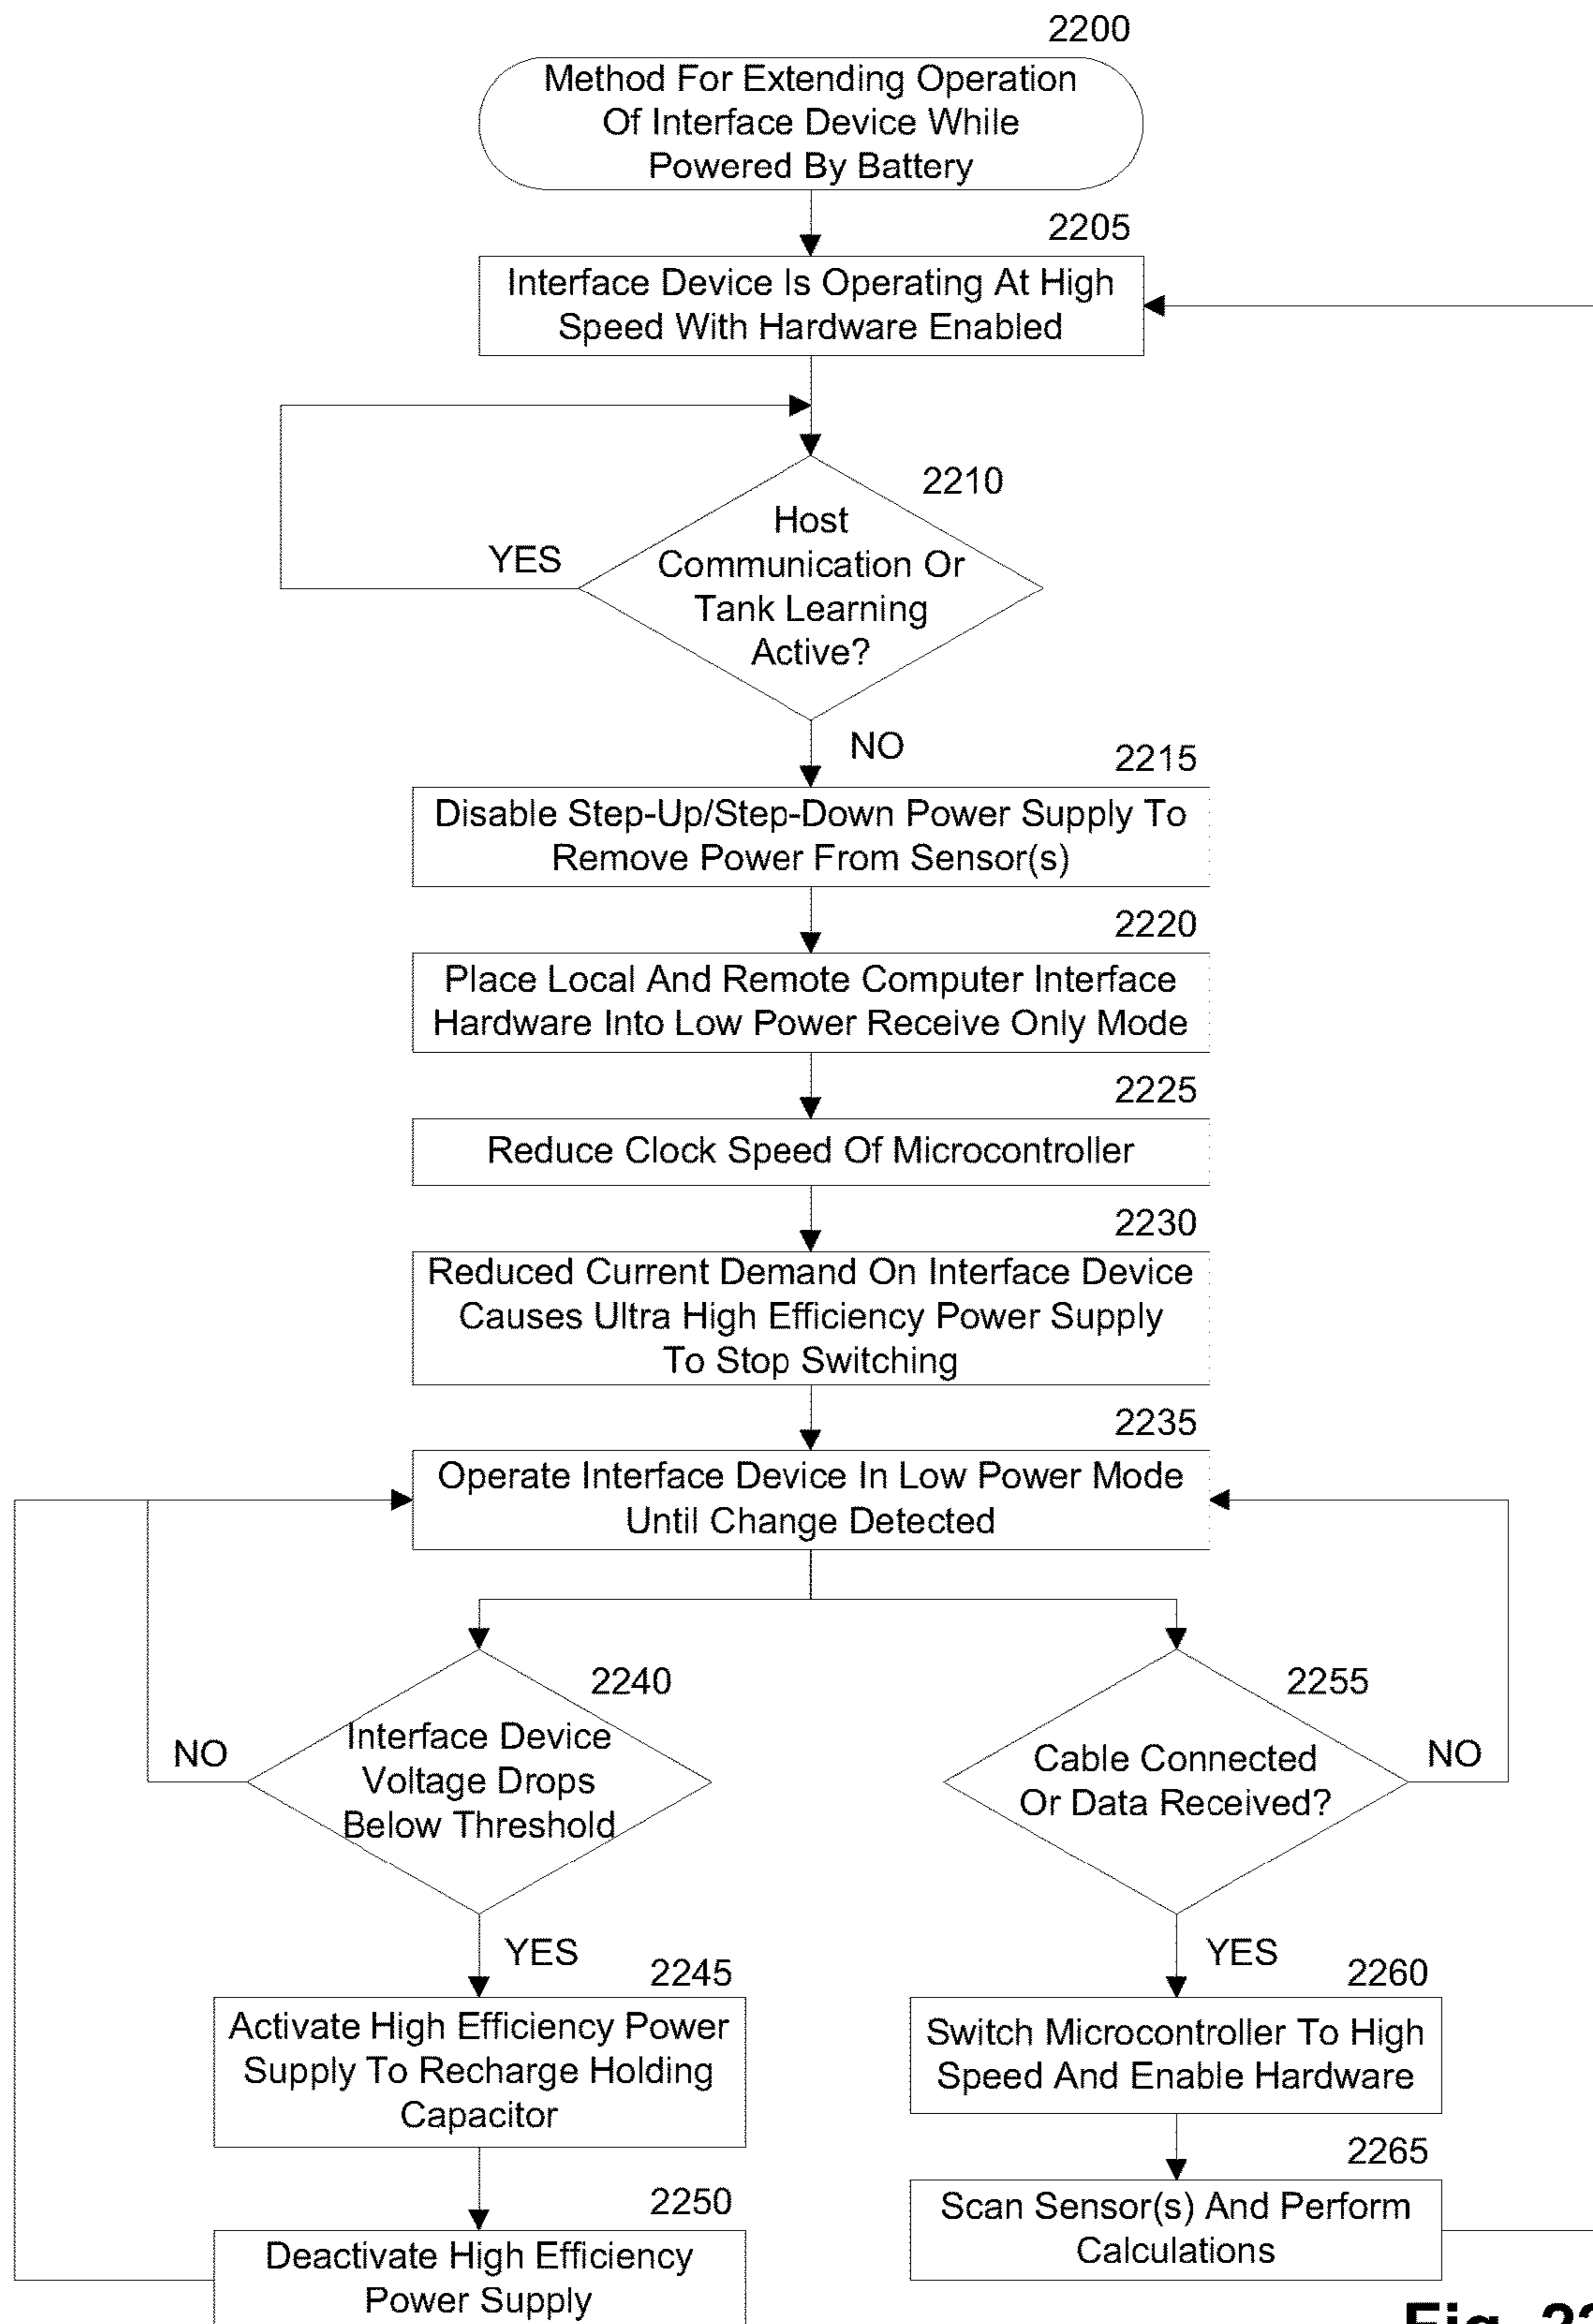 2200
Method For Extending Operation
Of Interface Device While
Powered By Battery
2205
Interface Device Is Operating At High
Speed With Hardware Enabled
2210
Host
Communication Or
Tank Learning
Active?
YES
NO
2215
Disable Step-Up/Step-Down Power Supply To
Remove Power From Sensor(s)
2220
Place Local And Remote Computer Interface
Hardware Into Low Power Receive Only Mode
2225
Reduce Clock Speed Of Microcontroller
2230
Reduced Current Demand On Interface Device
Causes Ultra High Efficiency Power Supply
To Stop Switching
2235
Operate Interface Device In Low Power Mode
Until Change Detected
2240
Interface Device
Voltage Drops
Below Threshold
NO
YES
2245
Activate High Efficiency Power
Supply To Recharge Holding
Capacitor
2250
Deactivate High Efficiency
Power Supply
2255
Cable Connected
Or Data Received?
NO
YES
2260
Switch Microcontroller To High
Speed And Enable Hardware
2265
Scan Sensor(s) And Perform
Calculations